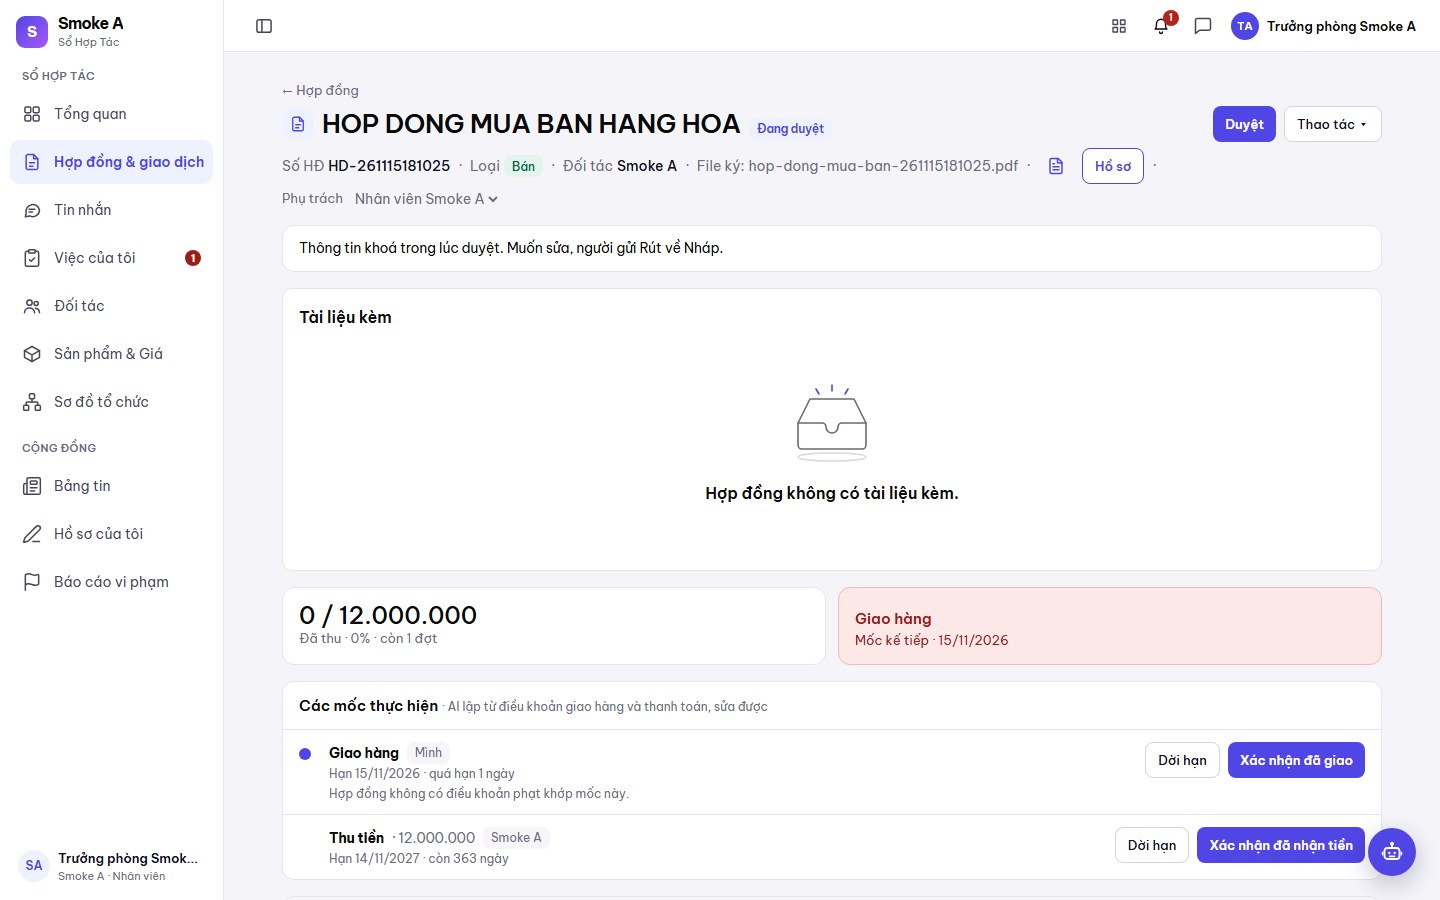 S
Smoke A
Sổ Hợp Tác
SỔ HỢP TÁC
Tổng quan
Hợp đồng & giao dịch
Tin nhắn
Việc của tôi
1
Đối tác
Sản phẩm & Giá
Sơ đồ tổ chức
CỘNG ĐỒNG
Bảng tin
Hồ sơ của tôi
Báo cáo vi phạm
SA
Trưởng phòng Smok...
Smoke A · Nhân viên
1
TA
Trưởng phòng Smoke A
← Hợp đồng
HOP DONG MUA BAN HANG HOA Đang duyệt
Duyệt
Thao tác
Số HĐ HD-261115181025 · Loại Bán · Đối tác Smoke A · File ký: hop-dong-mua-ban-261115181025.pdf · Hồ sơ ·
Phụ trách Nhân viên Smoke A
Thông tin khoá trong lúc duyệt. Muốn sửa, người gửi Rút về Nháp.
Tài liệu kèm
Hợp đồng không có tài liệu kèm.
0 / 12.000.000
Đã thu · 0% · còn 1 đợt
Giao hàng
Mốc kế tiếp · 15/11/2026
Các mốc thực hiện · AI lập từ điều khoản giao hàng và thanh toán, sửa được
Giao hàng Mình
Hạn 15/11/2026 · quá hạn 1 ngày
Hợp đồng không có điều khoản phạt khớp mốc này.
Dời hạn
Xác nhận đã giao
Thu tiền · 12.000.000 Smoke A
Hạn 14/11/2027 · còn 363 ngày
Dời hạn
Xác nhận đã nhận tiền